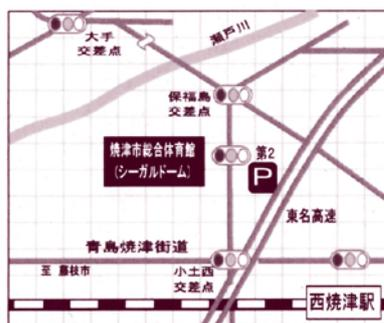 大手
交差点
瀬戸川
保福島
交差点
焼津市総合体育館
(シーガルドーム)
第2
P
東名高速
青島焼津街道
至 藤枝市
小土西
交差点
西焼津駅